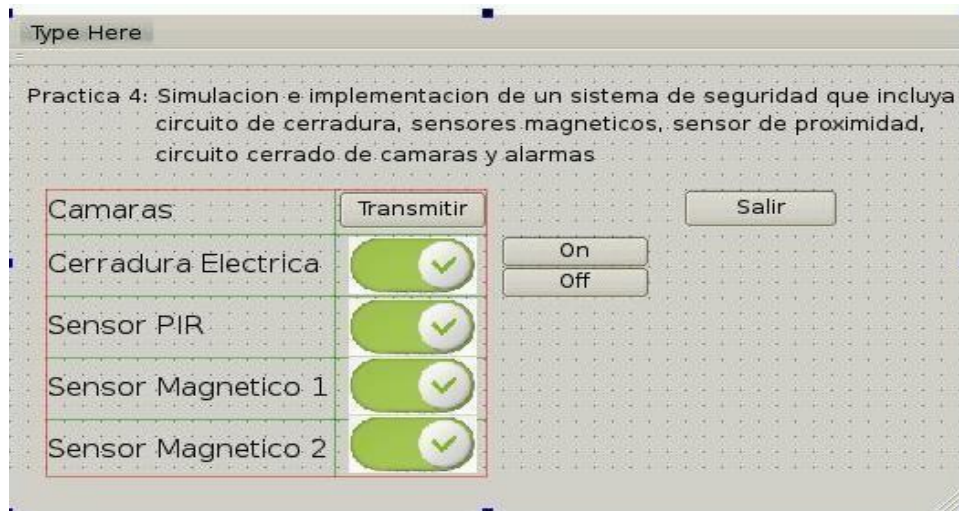 Type Here
Practica 4: Simulacion e implementacion de un sistema de seguridad que incluya
circuito de cerradura, sensores magneticos, sensor de proximidad,
circuito cerrado de camaras y alarmas
Camaras
Transmitir
Salir
Cerradura Electrica
On
Off
Sensor PIR
Sensor Magnetico 1
Sensor Magnetico 2